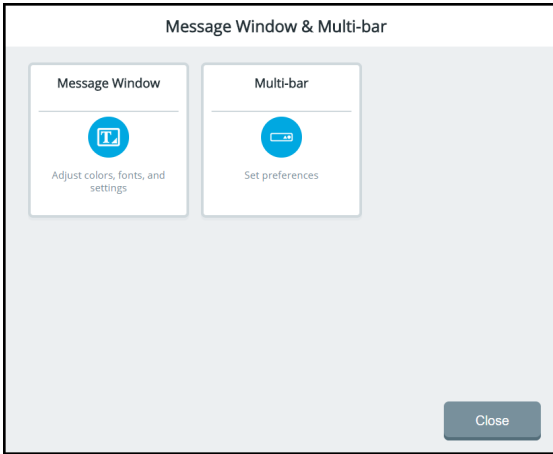 Message Window & Multi-bar
Message Window
Adjust colors, fonts, and
settings
Multi-bar
Set preferences
Close